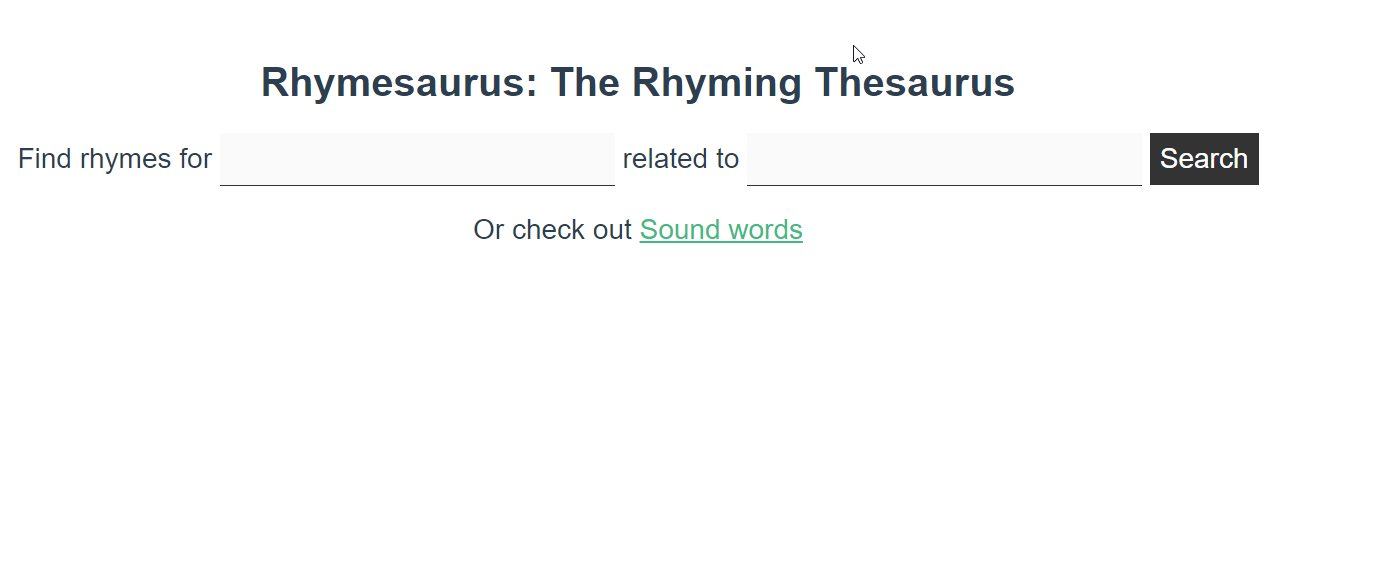 Rhymesaurus: The Rhyming Thesaurus
Find rhymes for related to Search
Or check out Sound words